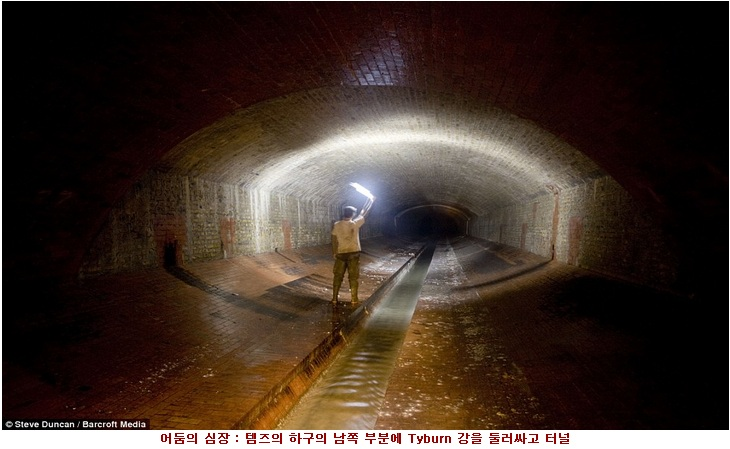 © Steve Duncan / Barcroft Media
어둠의 심장 : 템즈의 하구의 남쪽 부분에 Tyburn 강을 둘러싸고 터널